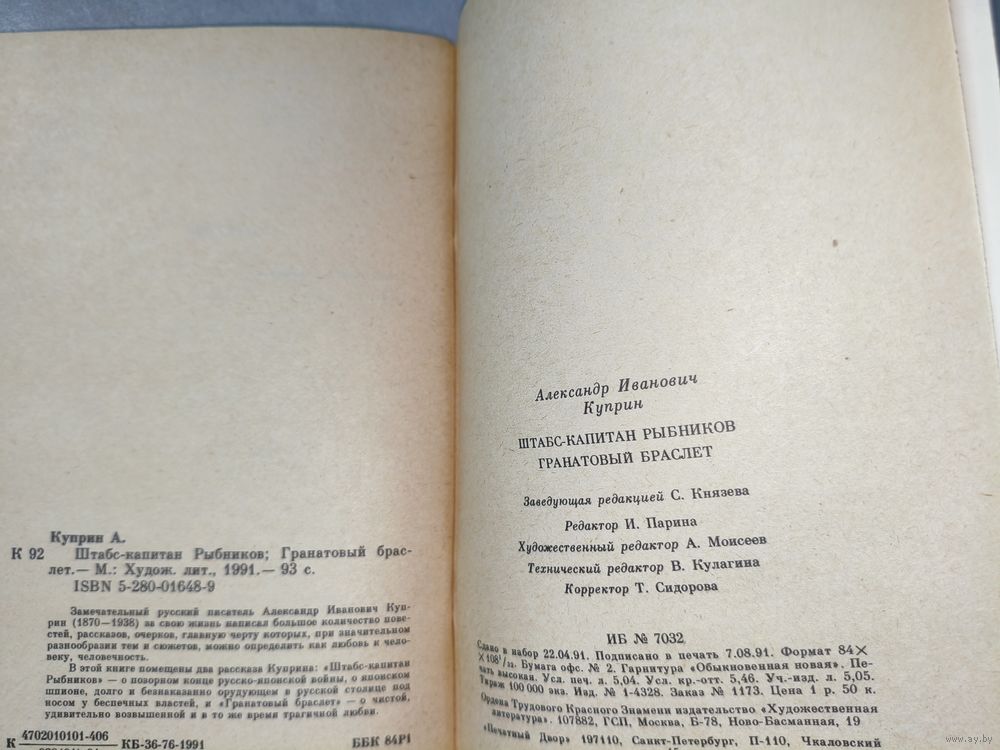 Куприн А.
К 92 Штабс-капитан Рыбников; Гранатовый брас-
лет.— М.: Худож. лит., 1991.— 93 с.
ISBN 5-280-01648-9
Замечательный русский писатель Александр Иванович Куп-
рин (1870—1938) за свою жизнь написал большое количество пове-
стей, рассказов, очерков, главную черту которых, при значительном
разнообразии тем и сюжетов, можно определить как любовь к чело-
веку, человечность.
В этой книге помещены два рассказа Куприна: «Штабс-капитан
Рыбников» — о позорном конце русско-японской войны, о японском
шпионе, долго и безнаказанно орудующем в русской столице под
носом у беспечных властей, и «Гранатовый браслет» — о чистой,
удивительно возвышенной и в то же время трагичной любви.
К 4702010101-406 КБ-36-76-1991 ББК 84Р1
Александр Иванович
Куприн
ШТАБС-КАПИТАН РЫБНИКОВ
ГРАНАТОВЫЙ БРАСЛЕТ
Заведующая редакцией С. Князева
Редактор И. Парина
Художественный редактор А. Моисеев
Технический редактор В. Кулагина
Корректор Т. Сидорова
ИБ № 7032
Сдано в набор 22.04.91. Подписано в печать 7.08.91. Формат 84×
×108¹/₃₂. Бумага офс. № 2. Гарнитура «Обыкновенная новая». Пе-
чать высокая. Усл. печ. л. 5,04. Усл. кр.-отт. 5,46. Уч.-изд. л. 5,05.
Тираж 100 000 экз. Изд. № 1-4328. Заказ № 1173. Цена 1 р. 50 к.
Ордена Трудового Красного Знамени издательство «Художественная
литература». 107882, ГСП, Москва, Б-78, Ново-Басманная, 19
«Печатный Двор» 197110, Санкт-Петербург, П-110, Чкаловский
www.ay.by